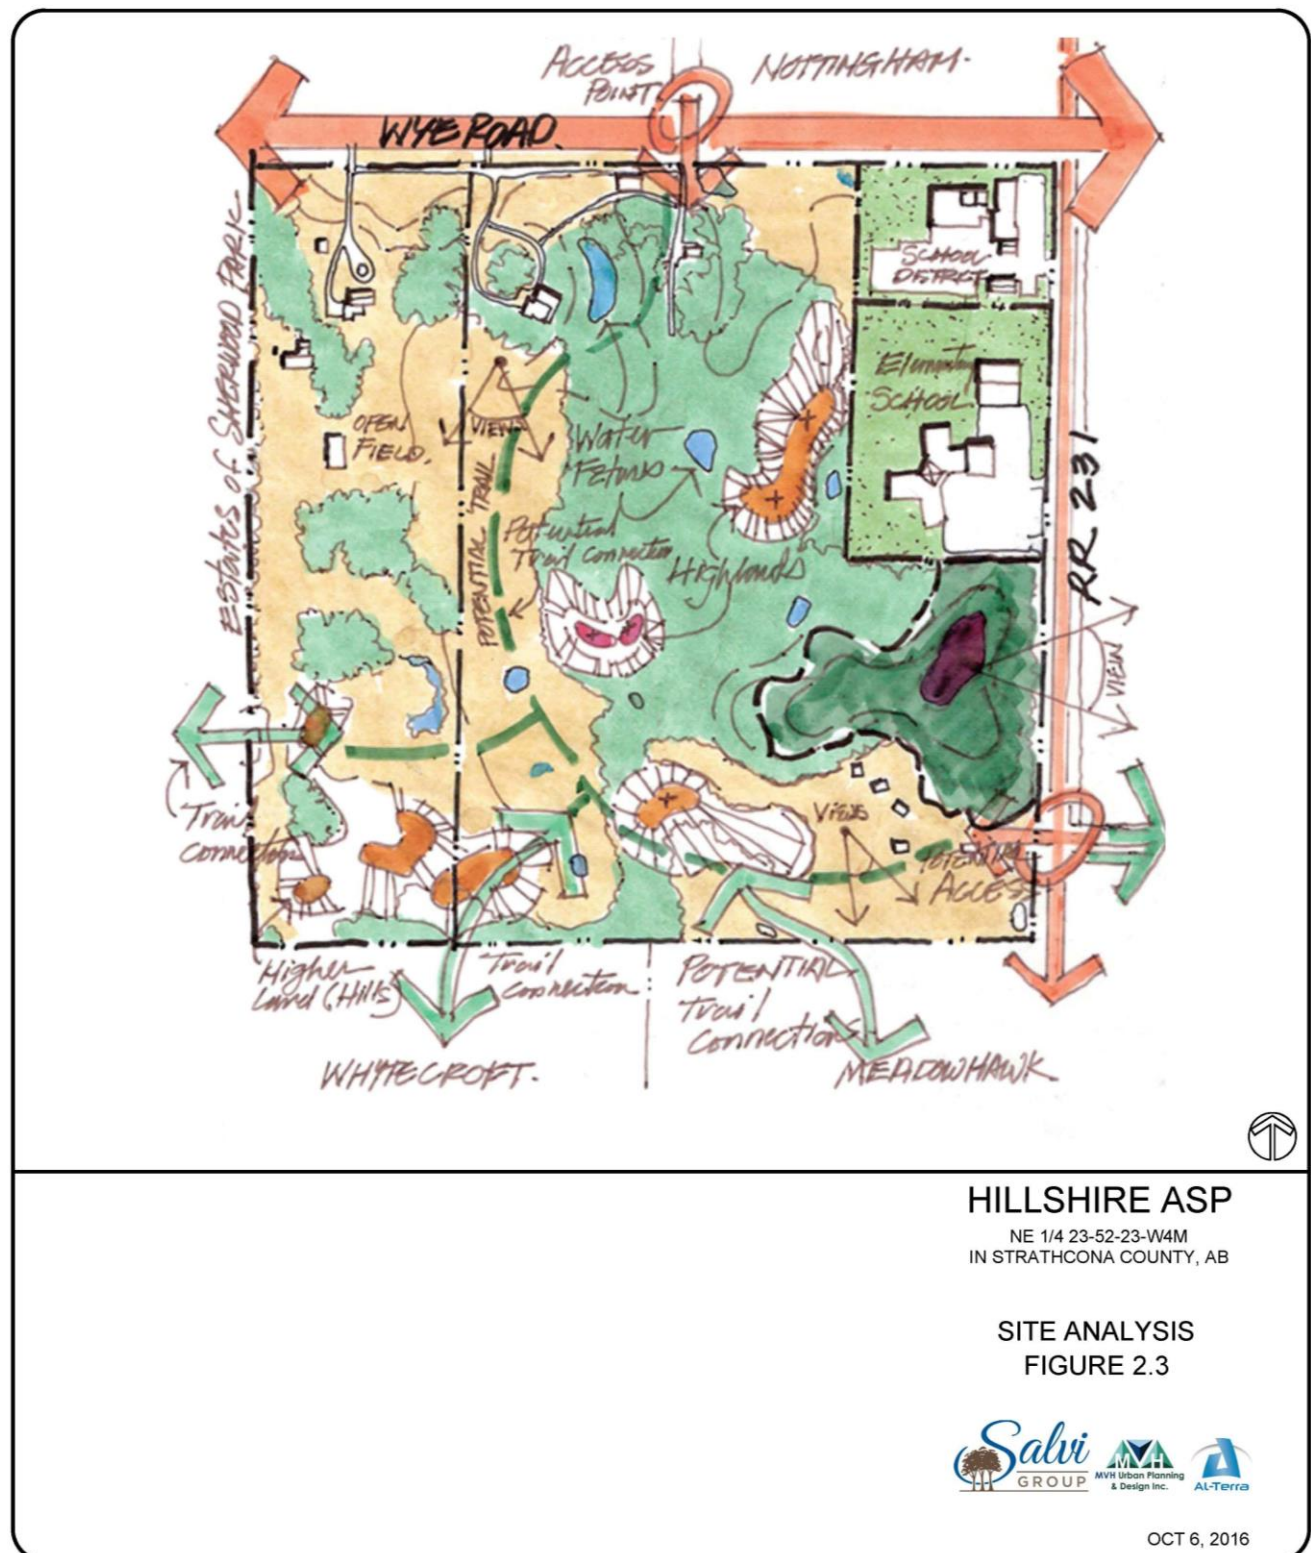 ACCESS
POINT
NOTTINGHAM.
WYE ROAD.
ESTATES of SHERWOOD PARK
SCHOOL
DISTRCT
Elementary
SCHOOL
OPEN
FIELD.
VIEW
Water
POTENTIAL TRAIL
Potential
Trail connection
Highlands
RR 231
VIEW
Trail
connection
VIEWS
POTENTIAL
ACCESS
Higher
Land (Hills)
Trail
connection
POTENTIAL
Trail
Connection
WHYTECROFT.
MEADOWHAWK
HILLSHIRE ASP
NE 1/4 23-52-23-W4M
IN STRATHCONA COUNTY, AB
SITE ANALYSIS
FIGURE 2.3
Salvi
GROUP
MVH
MVH Urban Planning
& Design Inc.
AL-Terra
OCT 6, 2016